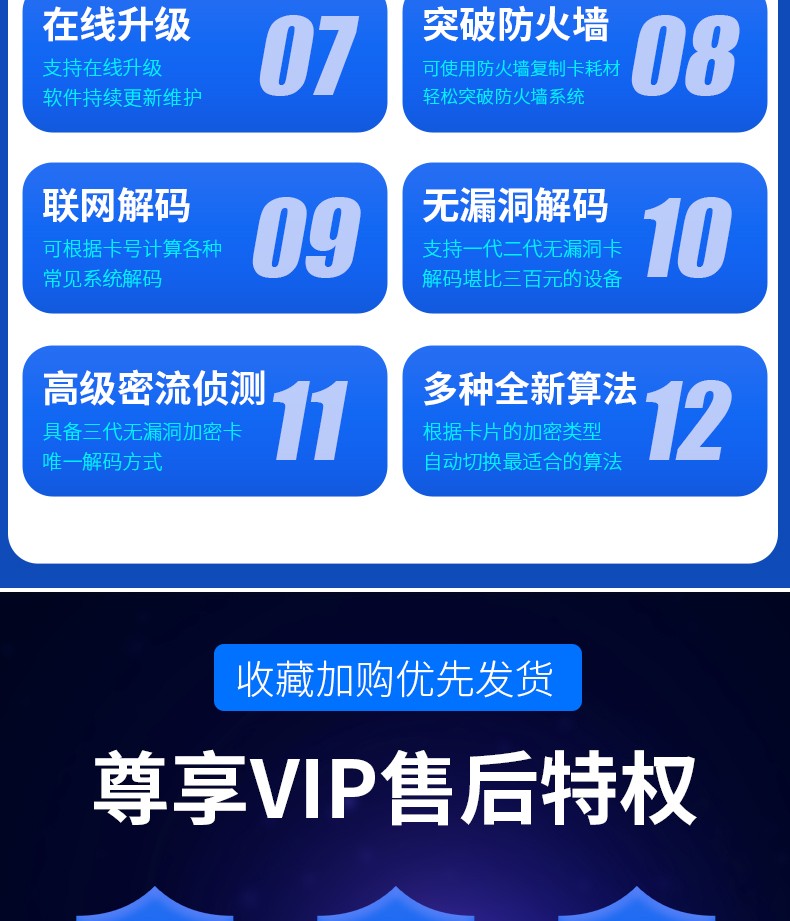 在线升级
支持在线升级
软件持续更新维护
07
突破防火墙
可使用防火墙复制卡耗材
轻松突破防火墙系统
08
联网解码
可根据卡号计算各种
常见系统解码
09
无漏洞解码
支持一代二代无漏洞卡
解码堪比三百元的设备
10
高级密流侦测
具备三代无漏洞加密卡
唯一解码方式
11
多种全新算法
根据卡片的加密类型
自动切换最适合的算法
12
收藏加购优先发货
尊享VIP售后特权